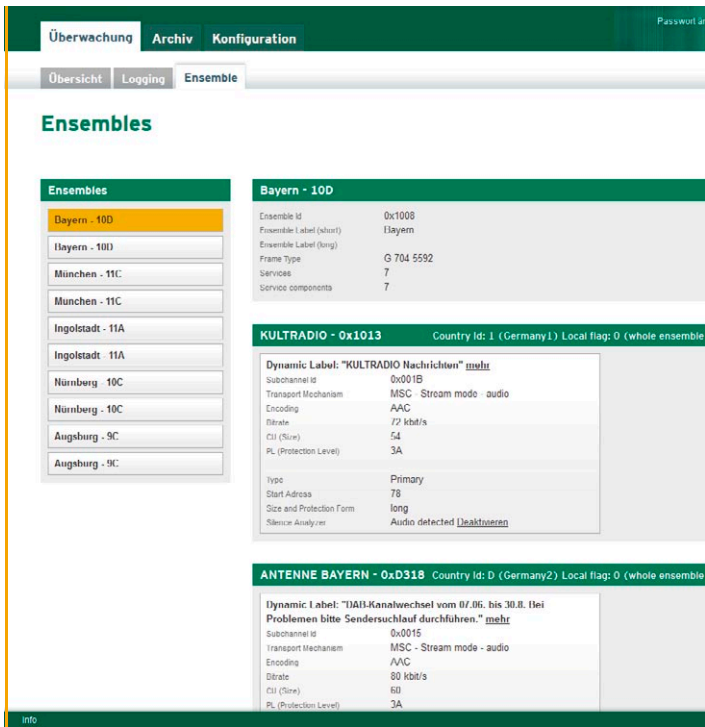 Passwort än
Überwachung Archiv Konfiguration
Übersicht Logging Ensemble
Ensembles
Ensembles
Bayern - 10D
Bayern - 10D
München - 11C
München - 11C
Ingolstadt - 11A
Ingolstadt - 11A
Nürnberg - 10C
Nürnberg - 10C
Augsburg - 9C
Augsburg - 9C
Bayern - 10D
Ensemble Id 0x1008
Ensemble Label (short) Bayern
Ensemble Label (long)
Frame Type G 704 5592
Services 7
Service components 7
KULTRADIO - 0x1013 Country Id: 1 (Germany1) Local flag: 0 (whole ensemble
Dynamic Label: "KULTRADIO Nachrichten" mehr
Subchannel Id 0x001B
Transport Mechanism MSC - Stream mode - audio
Encoding AAC
Bitrate 72 kbit/s
CU (Size) 54
PL (Protection Level) 3A
Type Primary
Start Adress 78
Size and Protection Form long
Silence Analyzer Audio detected Deaktivieren
ANTENNE BAYERN - 0xD318 Country Id: D (Germany2) Local flag: 0 (whole ensemble
Dynamic Label: "DAB-Kanalwechsel vom 07.06. bis 30.8. Bei
Problemen bitte Sendersuchlauf durchführen." mehr
Subchannel Id 0x0015
Transport Mechanism MSC - Stream mode - audio
Encoding AAC
Bitrate 80 kbit/s
CU (Size) 60
PL (Protection Level) 3A
Info